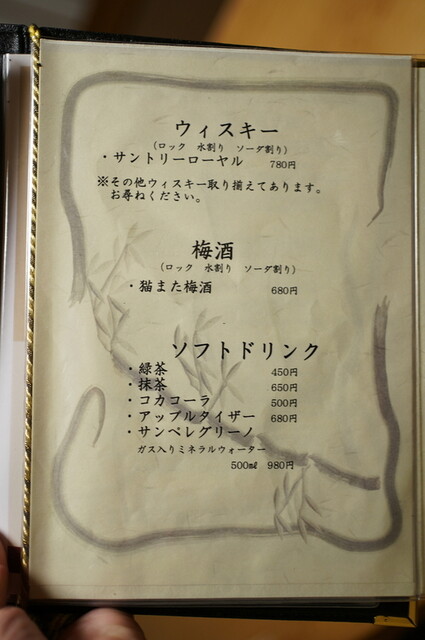 ウィスキー
(ロック 水割り ソーダ割り)
・サントリーローヤル 780円
※その他ウィスキー取り揃えてあります。
お尋ねください。
梅酒
(ロック 水割り ソーダ割り)
・猫また梅酒 680円
ソフトドリンク
・緑茶 450円
・抹茶 650円
・コカコーラ 500円
・アップルタイザー 680円
・サンペレグリーノ
ガス入りミネラルウォーター
500㎖ 980円